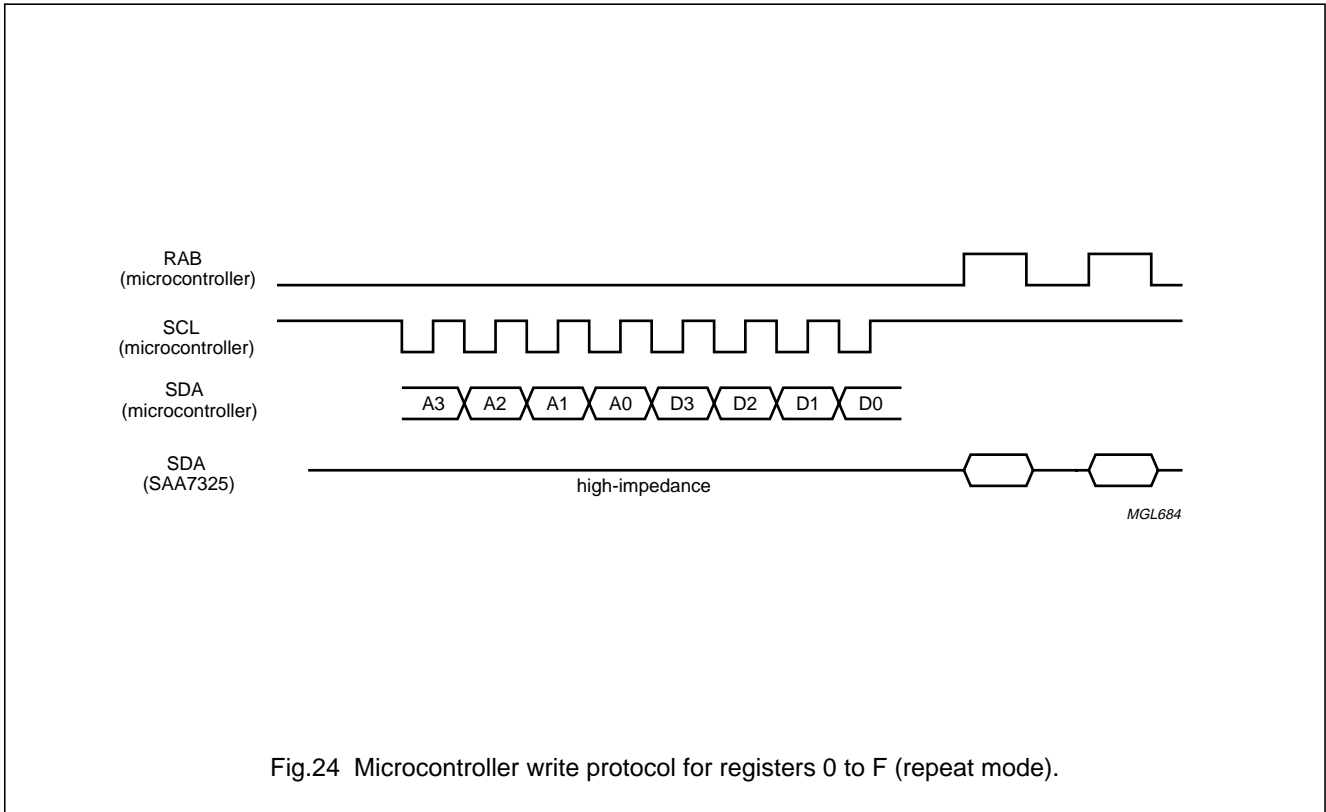 RAB
(microcontroller)
SCL
(microcontroller)
SDA
(microcontroller)
A3 A2 A1 A0 D3 D2 D1 D0
SDA
(SAA7325)
high-impedance
MGL684
Fig.24 Microcontroller write protocol for registers 0 to F (repeat mode).